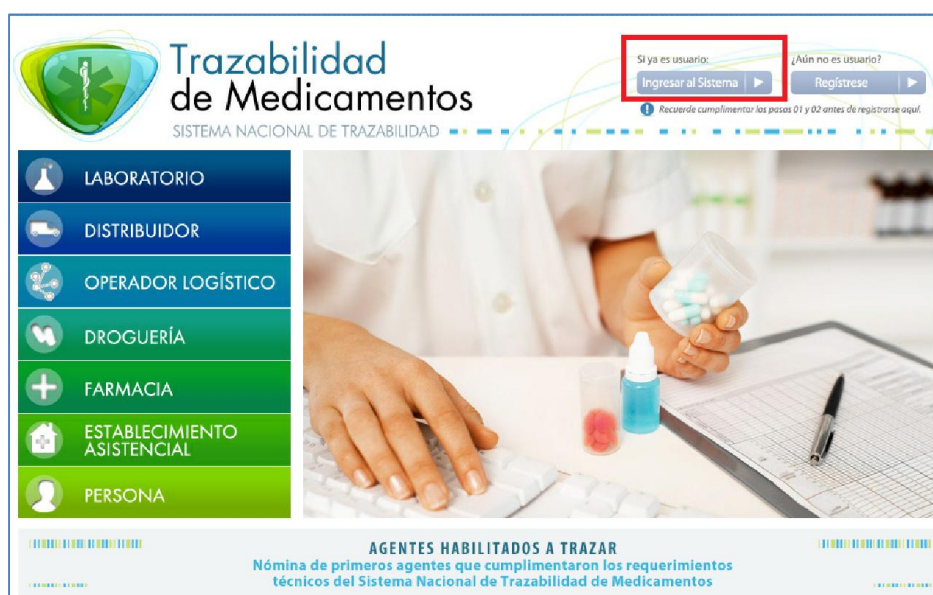 Trazabilidad
de Medicamentos
SISTEMA NACIONAL DE TRAZABILIDAD
Si ya es usuario:
Ingresar al Sistema
¿Aún no es usuario?
Regístrese
Recuerde cumplimentar los pasos 01 y 02 antes de registrarse aquí.
LABORATORIO
DISTRIBUIDOR
OPERADOR LOGÍSTICO
DROGUERÍA
FARMACIA
ESTABLECIMIENTO
ASISTENCIAL
PERSONA
AGENTES HABILITADOS A TRAZAR
Nómina de primeros agentes que cumplimentaron los requerimientos
técnicos del Sistema Nacional de Trazabilidad de Medicamentos